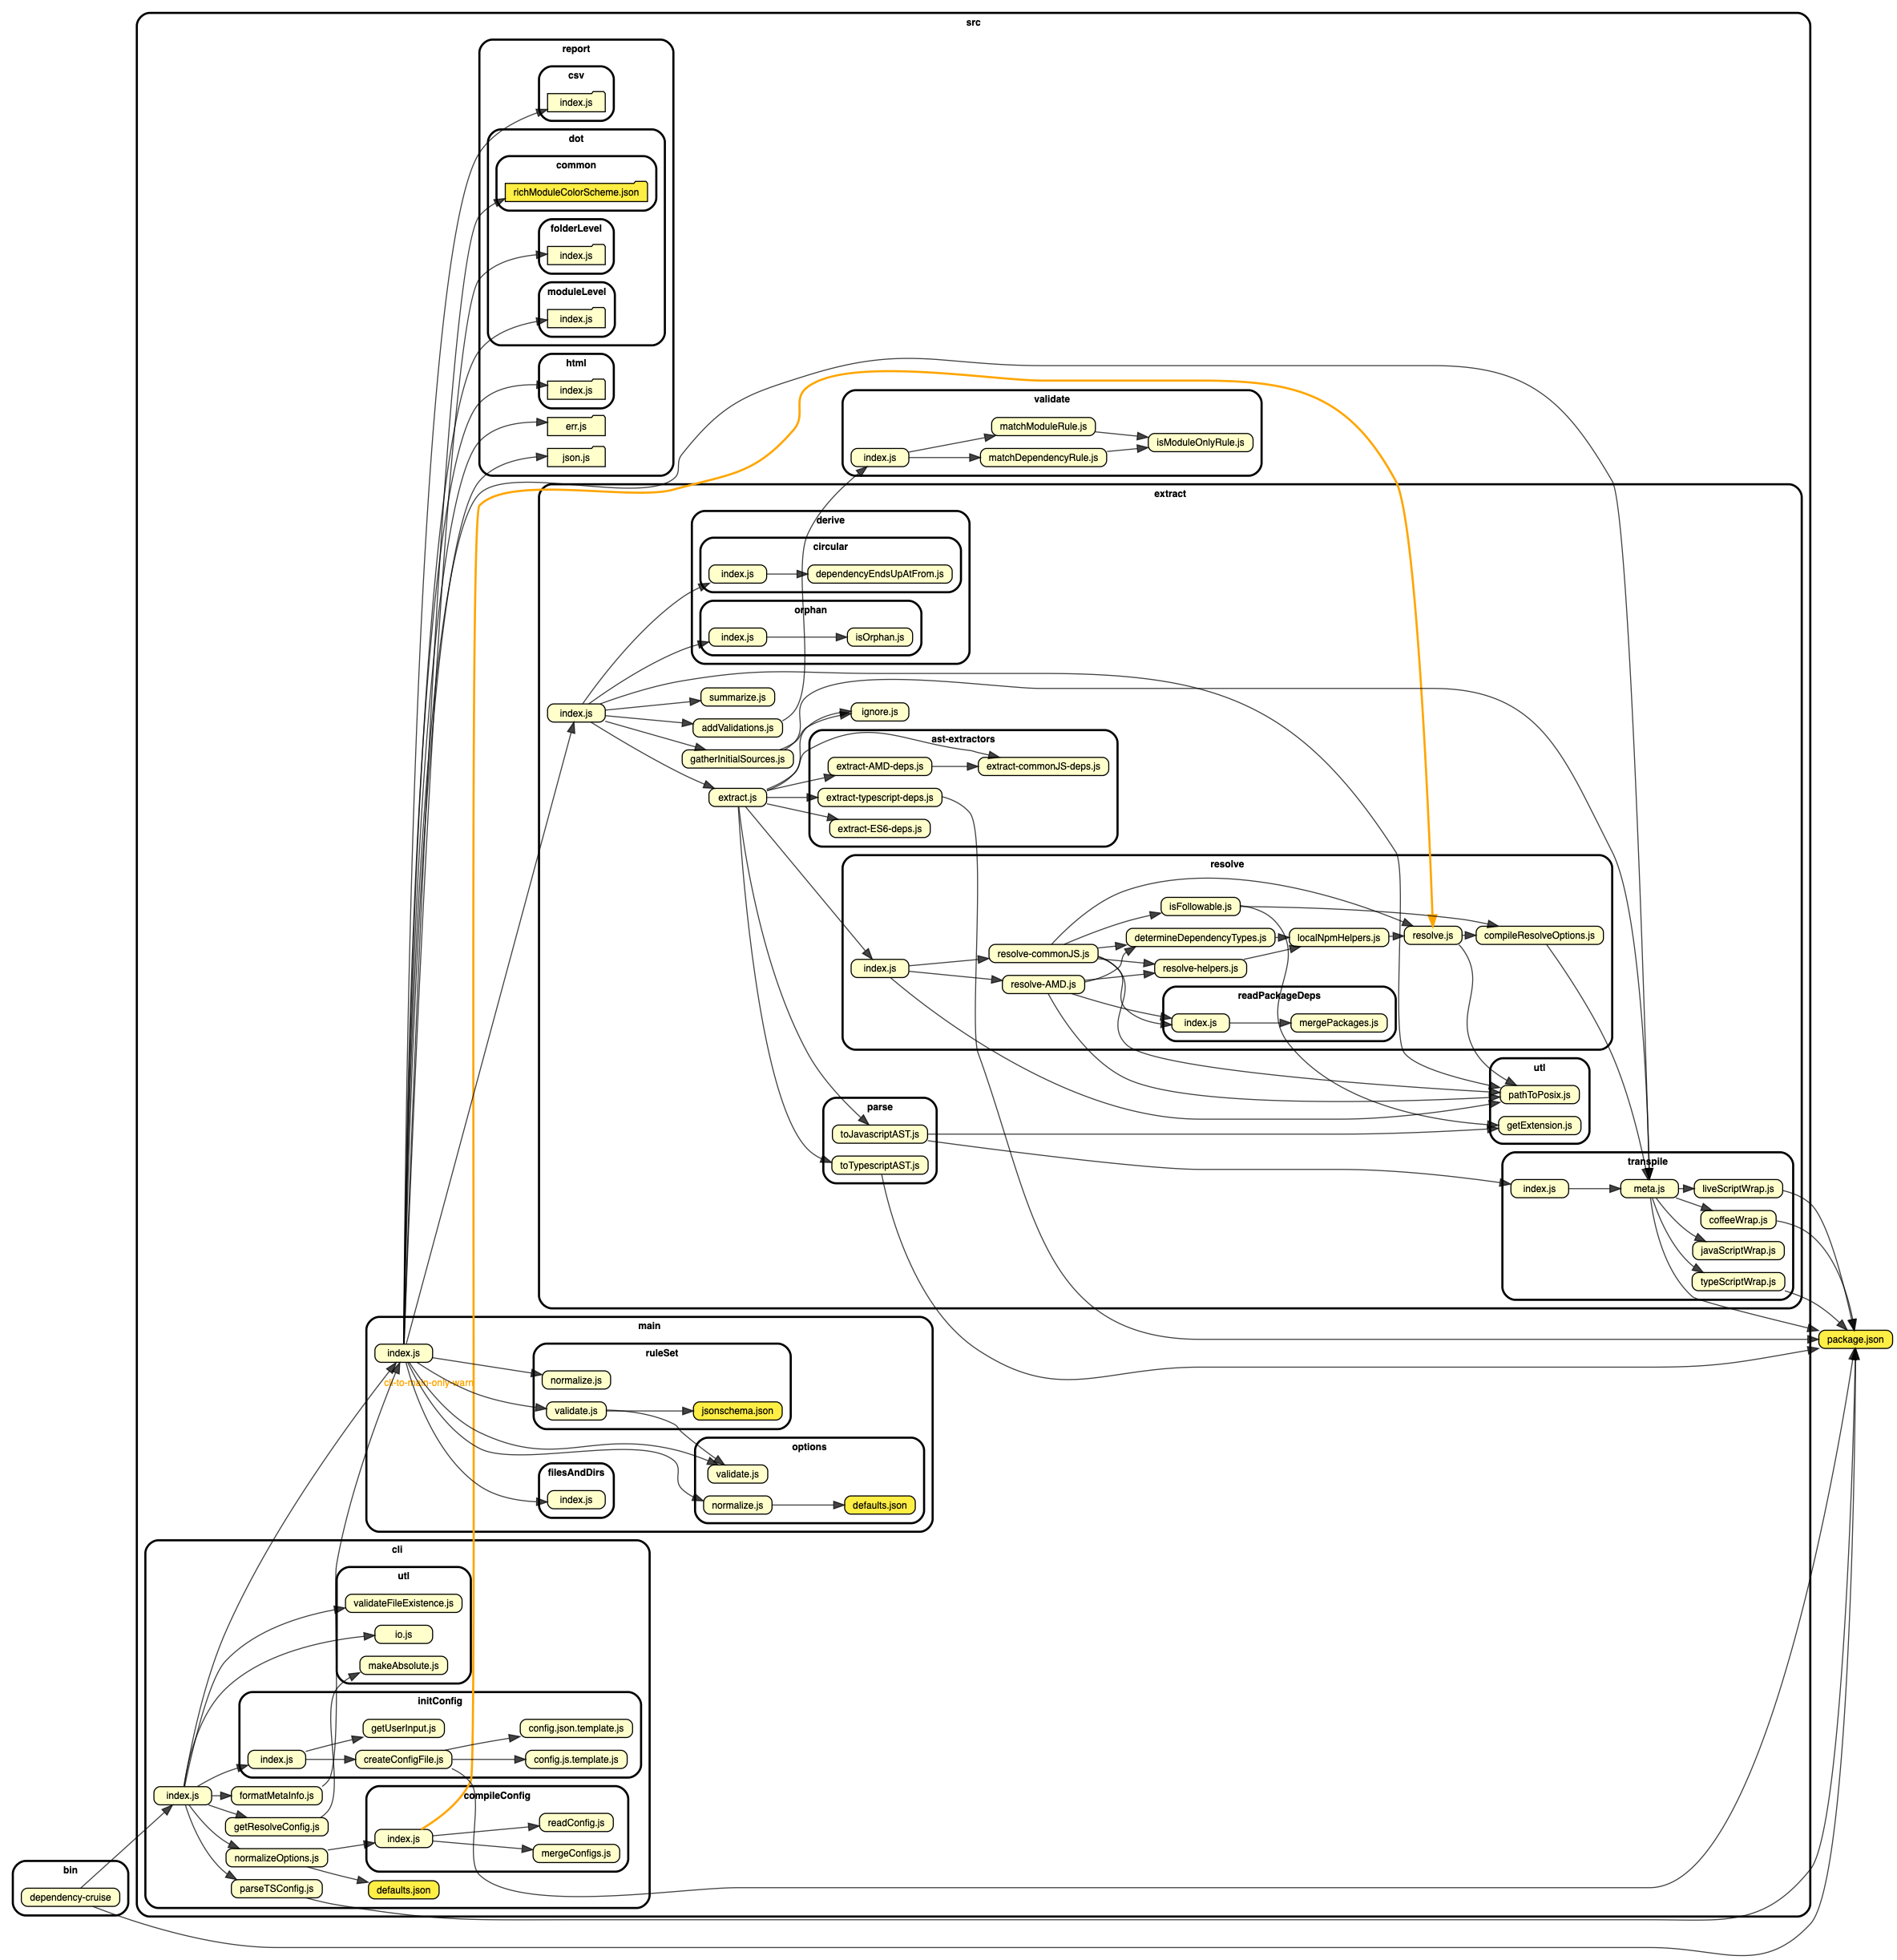 src
report
csv
index.js
dot
common
richModuleColorScheme.json
folderLevel
index.js
moduleLevel
index.js
html
index.js
err.js
json.js
validate
matchModuleRule.js
isModuleOnlyRule.js
index.js
matchDependencyRule.js
extract
derive
circular
index.js
dependencyEndsUpAtFrom.js
orphan
index.js
isOrphan.js
summarize.js
index.js
ignore.js
addValidations.js
gatherInitialSources.js
ast-extractors
extract-AMD-deps.js
extract-commonJS-deps.js
extract.js
extract-typescript-deps.js
extract-ES6-deps.js
resolve
isFollowable.js
determineDependencyTypes.js
localNpmHelpers.js
resolve.js
compileResolveOptions.js
resolve-commonJS.js
index.js
resolve-helpers.js
resolve-AMD.js
readPackageDeps
index.js
mergePackages.js
utl
pathToPosix.js
getExtension.js
parse
toJavascriptAST.js
toTypescriptAST.js
transpile
index.js
meta.js
liveScriptWrap.js
coffeeWrap.js
javaScriptWrap.js
typeScriptWrap.js
package.json
main
index.js
cli-to-main-only-warn
ruleSet
normalize.js
validate.js
jsonschema.json
options
validate.js
normalize.js
defaults.json
filesAndDirs
index.js
cli
utl
validateFileExistence.js
io.js
makeAbsolute.js
initConfig
getUserInput.js
config.json.template.js
index.js
createConfigFile.js
config.js.template.js
index.js
formatMetaInfo.js
getResolveConfig.js
compileConfig
readConfig.js
index.js
mergeConfigs.js
normalizeOptions.js
parseTSConfig.js
defaults.json
bin
dependency-cruise